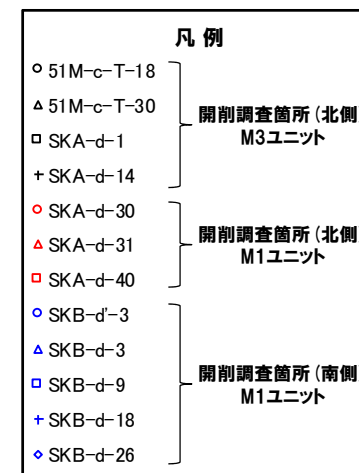 凡例
51M-c-T-18
51M-c-T-30
SKA-d-1
SKA-d-14
開削調査箇所(北側
M3ユニット
SKA-d-30
SKA-d-31
SKA-d-40
開削調査箇所(北側
M1ユニット
SKB-d'-3
SKB-d-3
SKB-d-9
SKB-d-18
SKB-d-26
開削調査箇所(南側
M1ユニット